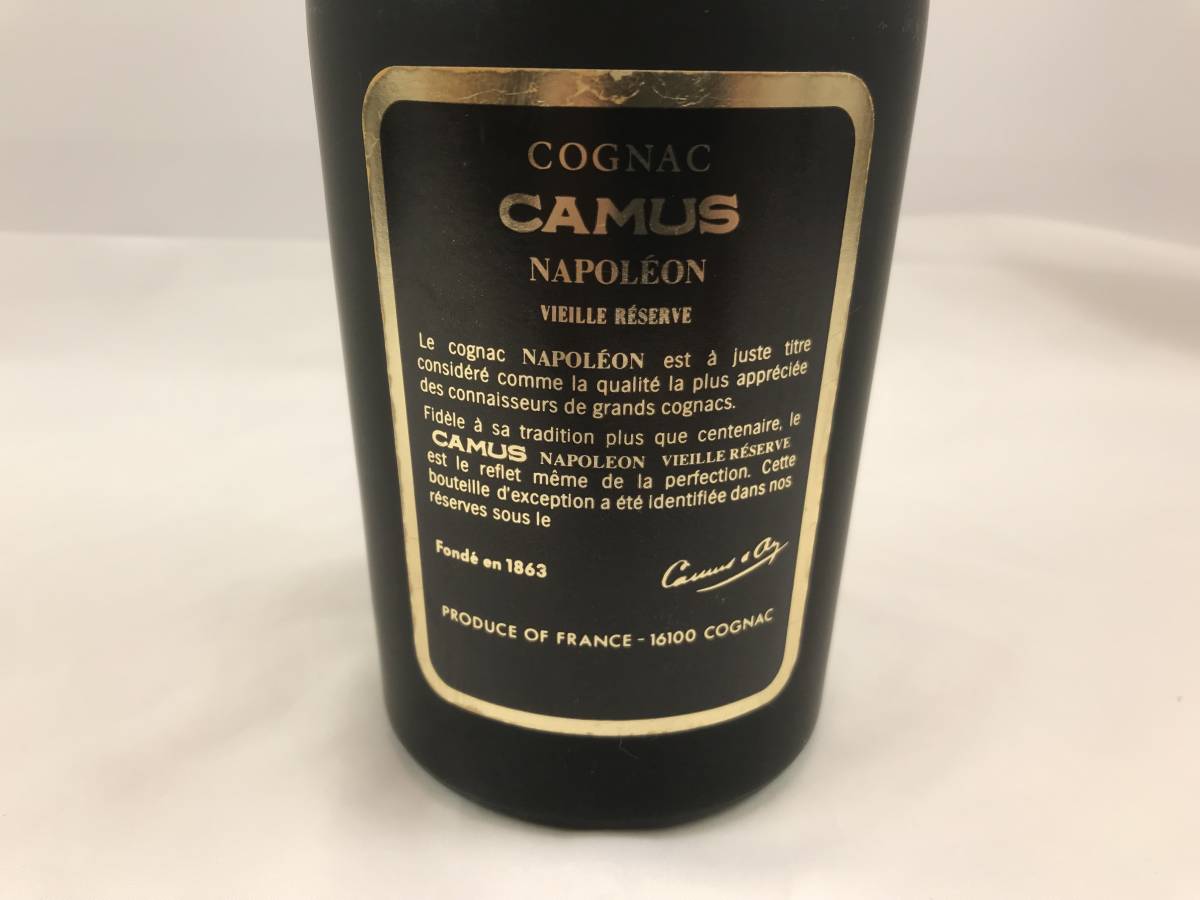 COGNAC
CAMUS
NAPOLÉON
VIEILLE RÉSERVE
Le cognac NAPOLÉON est à juste titre
considéré comme la qualité la plus appréciée
des connaisseurs de grands cognacs.
Fidèle à sa tradition plus que centenaire, le
CAMUS NAPOLEON VIEILLE RÉSERVE
est le reflet même de la perfection. Cette
bouteille d'exception a été identifiée dans nos
réserves sous le
Fondé en 1863
Camus & Cy
PRODUCE OF FRANCE - 16100 COGNAC